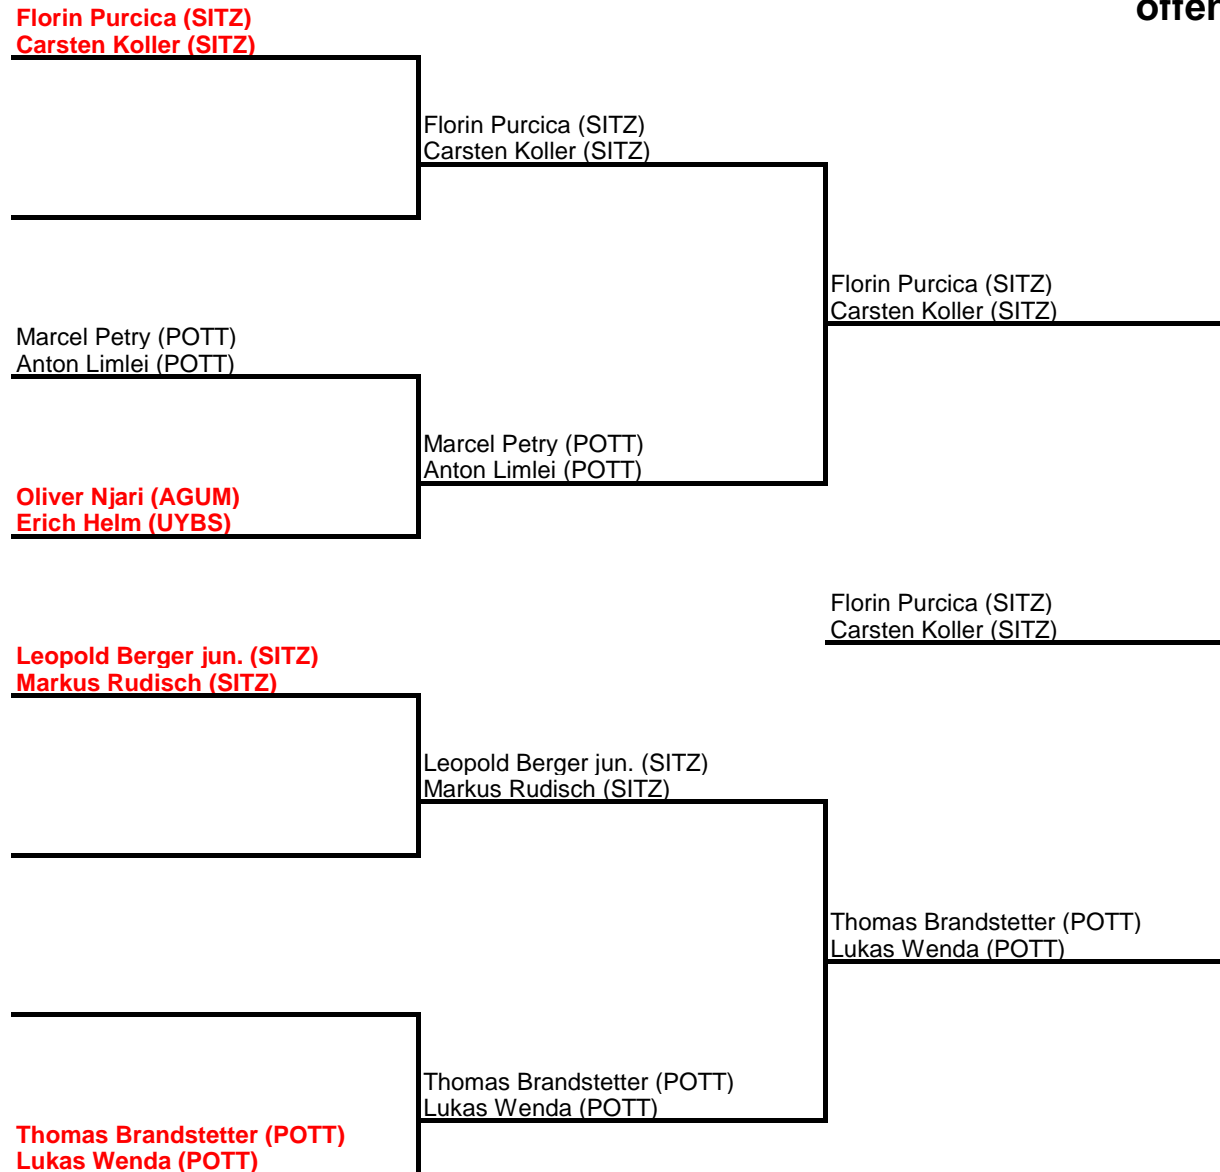 offen
Florin Purcica (SITZ)
Carsten Koller (SITZ)
Florin Purcica (SITZ)
Carsten Koller (SITZ)
Florin Purcica (SITZ)
Carsten Koller (SITZ)
Marcel Petry (POTT)
Anton Limlei (POTT)
Marcel Petry (POTT)
Anton Limlei (POTT)
Oliver Njari (AGUM)
Erich Helm (UYBS)
Florin Purcica (SITZ)
Carsten Koller (SITZ)
Leopold Berger jun. (SITZ)
Markus Rudisch (SITZ)
Leopold Berger jun. (SITZ)
Markus Rudisch (SITZ)
Thomas Brandstetter (POTT)
Lukas Wenda (POTT)
Thomas Brandstetter (POTT)
Lukas Wenda (POTT)
Thomas Brandstetter (POTT)
Lukas Wenda (POTT)